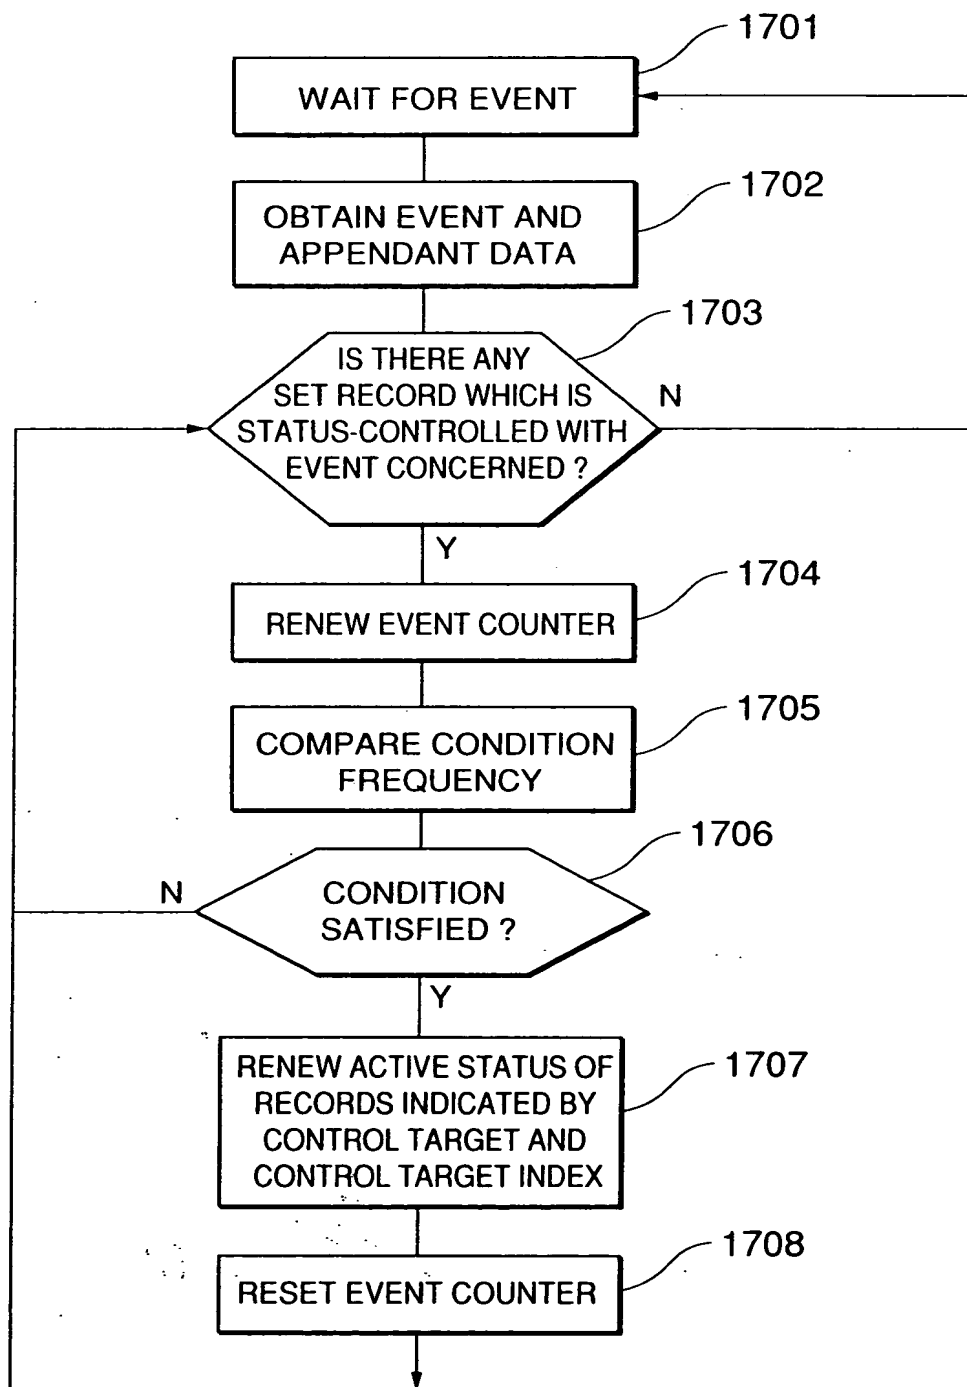 1701
WAIT FOR EVENT
1702
OBTAIN EVENT AND
APPENDANT DATA
1703
IS THERE ANY
SET RECORD WHICH IS
STATUS-CONTROLLED WITH
EVENT CONCERNED ?
N
Y
1704
RENEW EVENT COUNTER
1705
COMPARE CONDITION
FREQUENCY
1706
CONDITION
SATISFIED ?
N
Y
1707
RENEW ACTIVE STATUS OF
RECORDS INDICATED BY
CONTROL TARGET AND
CONTROL TARGET INDEX
1708
RESET EVENT COUNTER